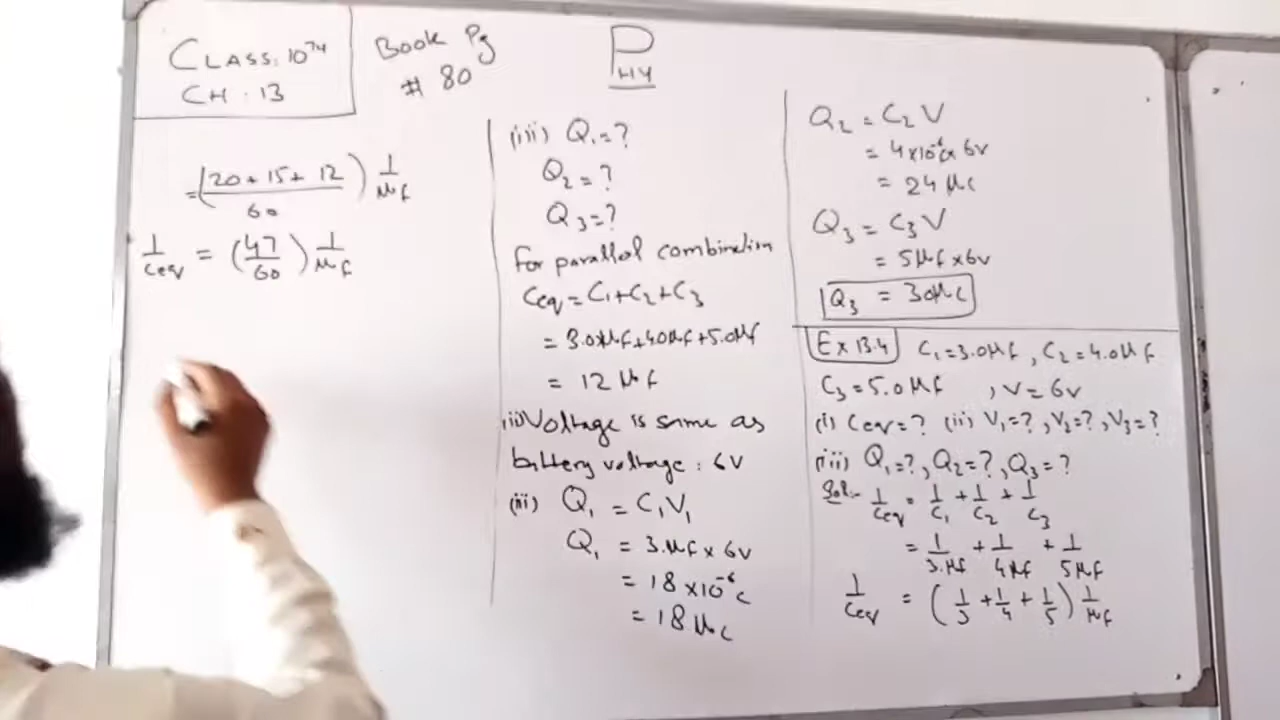 CLASS: 10TH
CH : 13
Book Pg
# 80
PHY
= (20 + 15 + 12 / 60) 1/μf
1/Ceq = (47/60) 1/μf
(iii) Q1 = ?
Q2 = ?
Q3 = ?
For parallel combination
Ceq = C1 + C2 + C3
= 3.0μf + 4.0μf + 5.0μf
= 12 μf
(ii) Voltage is same as
battery voltage : 6V
(iii) Q1 = C1V1
Q1 = 3.μf x 6v
= 18 x 10^-6 c
= 18 μc
Q2 = C2 V
= 4 x 10^-6 x 6v
= 24 μc
Q3 = C3 V
= 5μf x 6v
Q3 = 30μc
Ex 13.4 C1 = 3.0μf, C2 = 4.0μf
C3 = 5.0μf , V = 6v
(i) Ceq = ? (ii) V1 = ?, V2 = ?, V3 = ?
(iii) Q1 = ?, Q2 = ?, Q3 = ?
Sol:- 1/Ceq = 1/C1 + 1/C2 + 1/C3
= 1/3.μf + 1/4μf + 1/5μf
1/Ceq = (1/3 + 1/4 + 1/5) 1/μf